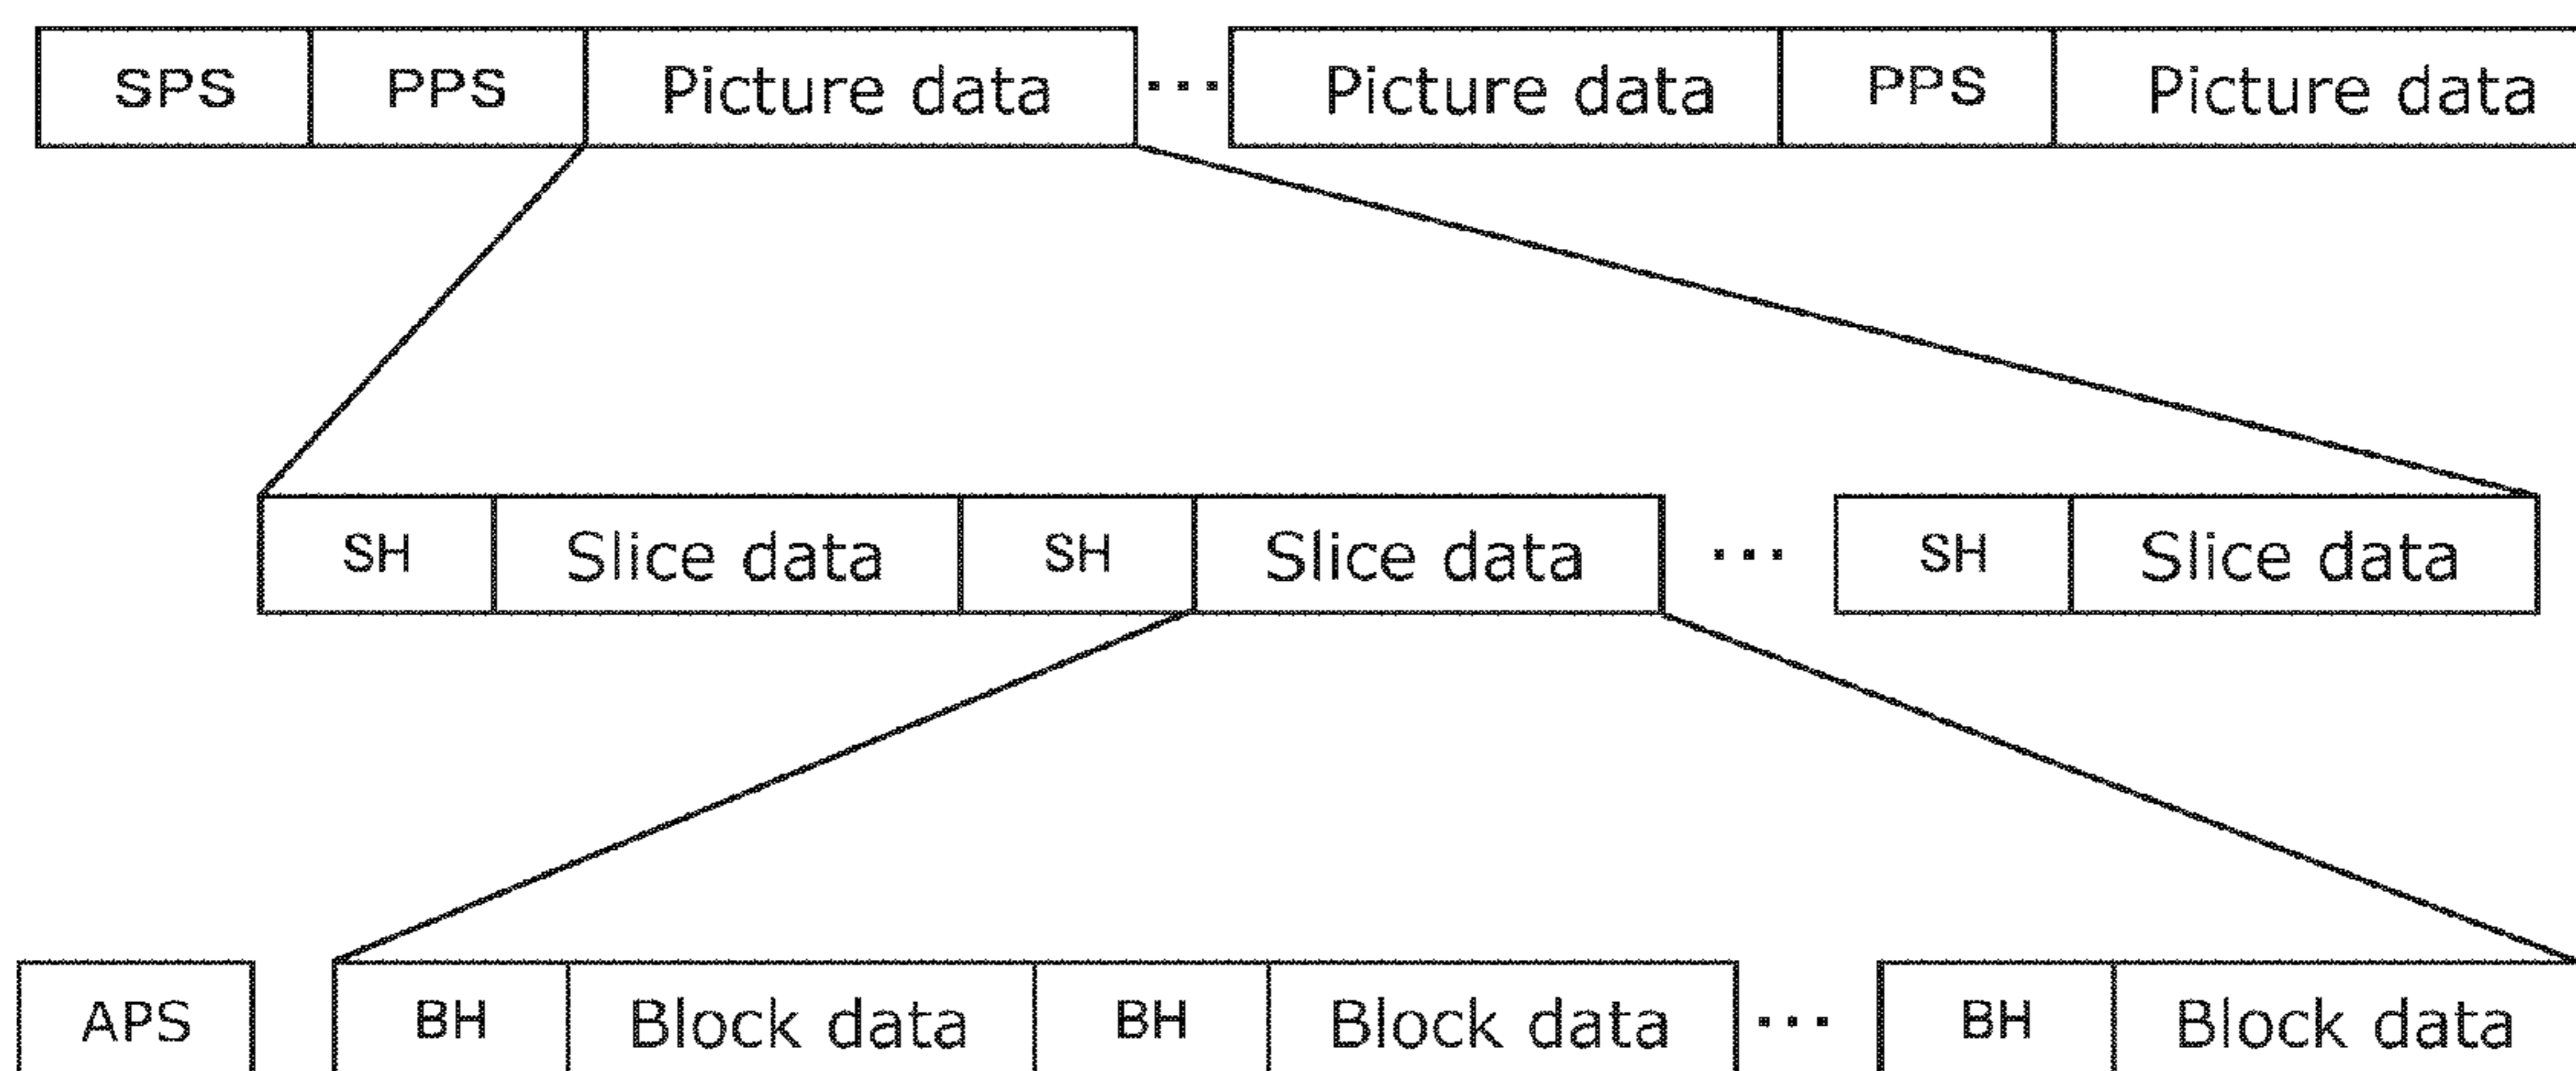 SPS PPS Picture data ... Picture data PPS Picture data
SH Slice data SH Slice data ... SH Slice data
APS BH Block data BH Block data ... BH Block data